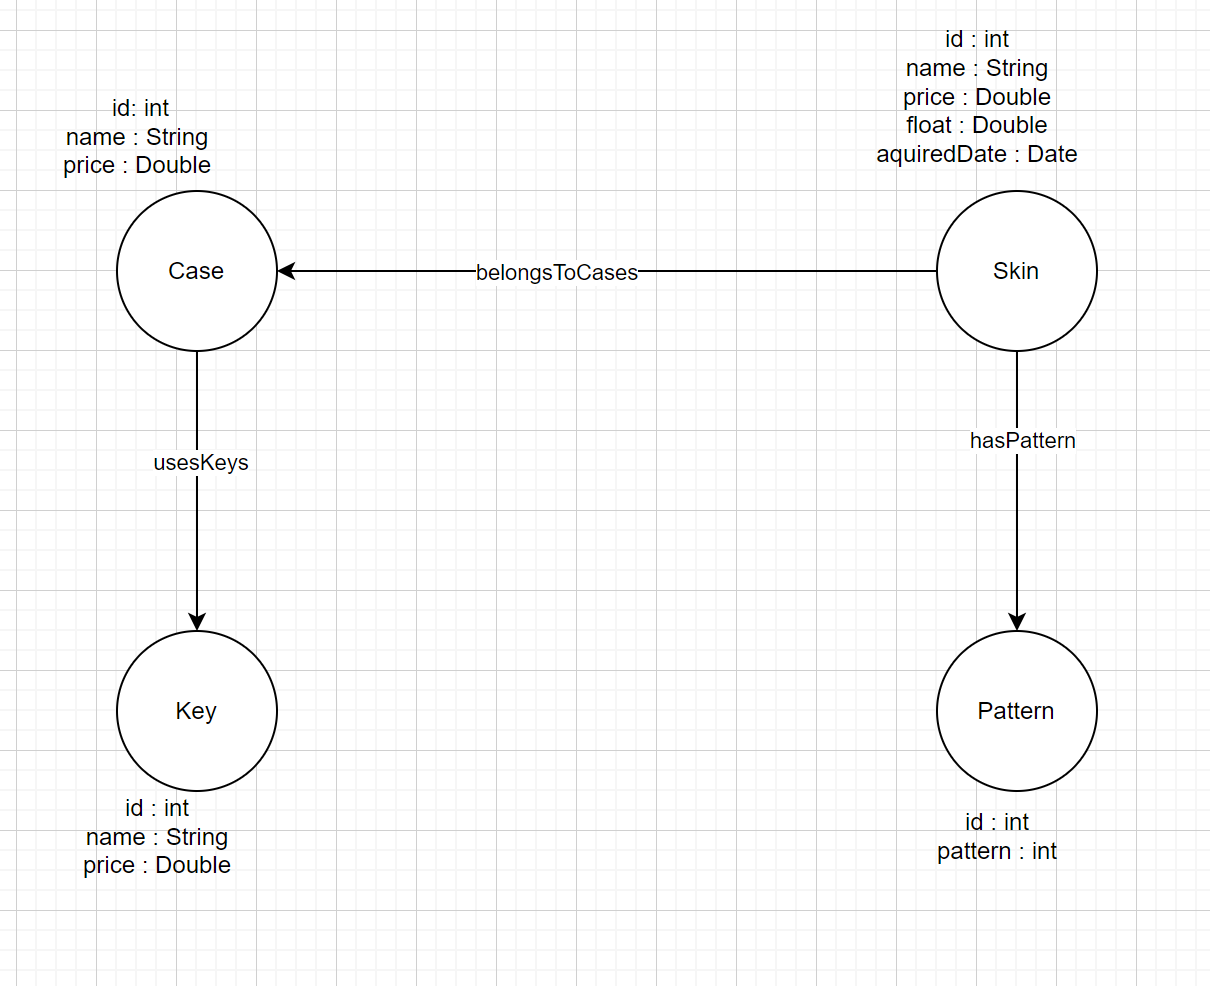 id: int
name : String
price : Double
Case
id : int
name : String
price : Double
float : Double
aquiredDate : Date
Skin
belongsToCases
usesKeys
hasPattern
Key
id : int
name : String
price : Double
Pattern
id : int
pattern : int